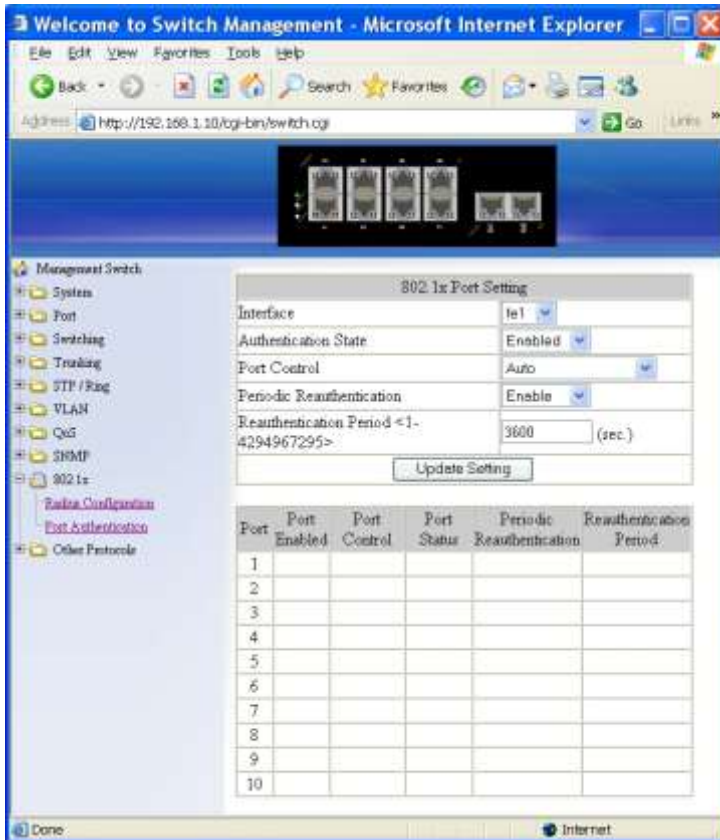 Welcome to Switch Management - Microsoft Internet Explorer
File Edit View Favorites Tools Help
Back Search Favorites
Address http://192.168.1.10/cgi-bin/switch.cgi Go Links
Management Switch
System
Port
Switching
Trunking
STP / Ring
VLAN
QoS
SNMP
802.1x
Radius Configuration
Port Authentication
Other Protocols
802.1x Port Setting
Interface fe1
Authentication State Enabled
Port Control Auto
Periodic Reauthentication Enable
Reauthentication Period <1-
4294967295> 3600 (sec.)
Update Setting
Port Port Enabled Port Control Port Status Periodic Reauthentication Reauthentication Period
1
2
3
4
5
6
7
8
9
10
Done Internet